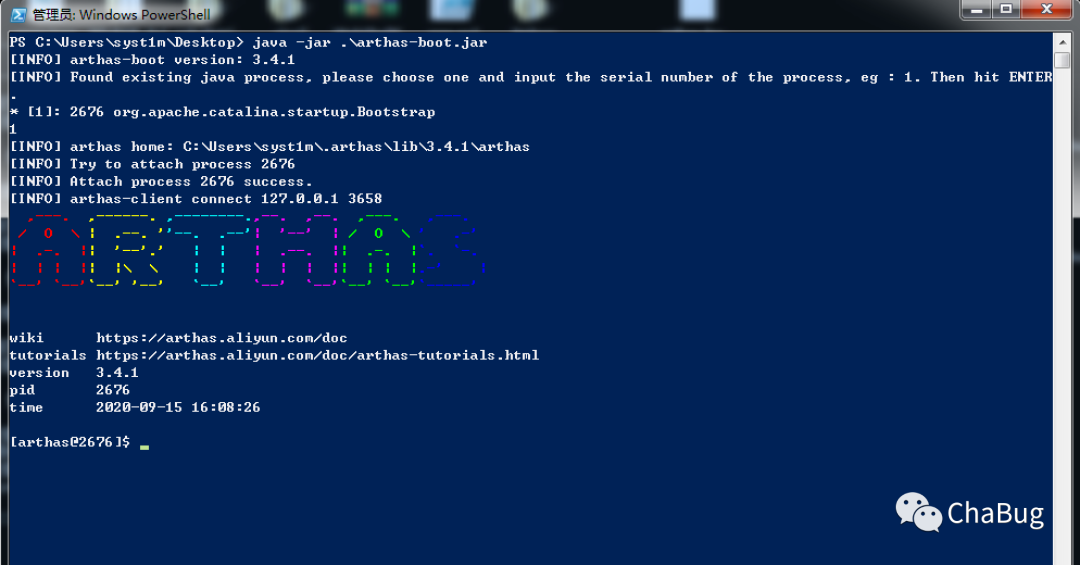 管理员: Windows PowerShell
PS C:\Users\syst1m\Desktop> java -jar .\arthas-boot.jar
[INFO] arthas-boot version: 3.4.1
[INFO] Found existing java process, please choose one and input the serial number of the process, eg : 1. Then hit ENTER
.
* [1]: 2676 org.apache.catalina.startup.Bootstrap
1
[INFO] arthas home: C:\Users\syst1m\.arthas\lib\3.4.1\arthas
[INFO] Try to attach process 2676
[INFO] Attach process 2676 success.
[INFO] arthas-client connect 127.0.0.1 3658
ARTHAS
wiki https://arthas.aliyun.com/doc
tutorials https://arthas.aliyun.com/doc/arthas-tutorials.html
version 3.4.1
pid 2676
time 2020-09-15 16:08:26
[arthas@2676]$
ChaBug